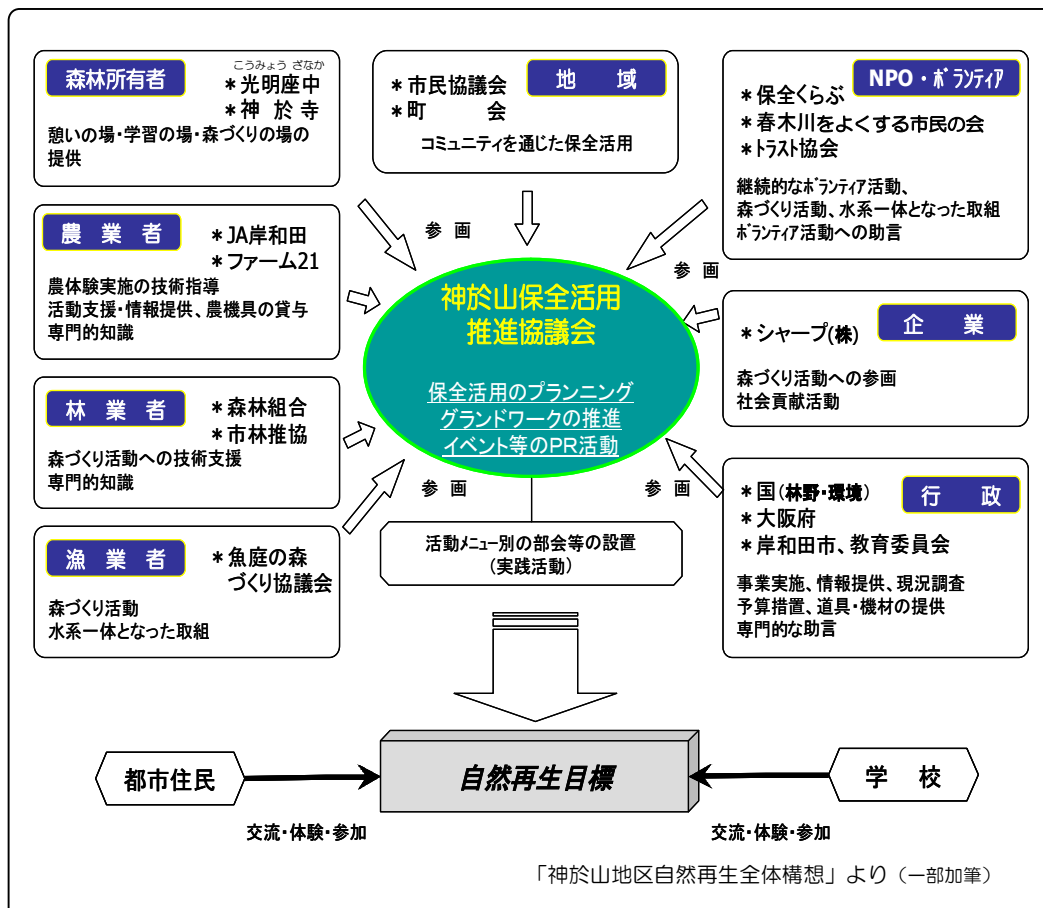 森林所有者
こうみょう ざなか
＊光明座中
＊神 於 寺
憩いの場・学習の場・森づくりの場の
提供
地 域
＊市民協議会
＊町 会
コミュニティを通じた保全活用
NPO・ボランティア
＊保全くらぶ
＊春木川をよくする市民の会
＊トラスト協会
継続的なボランティア活動、
森づくり活動、水系一体となった取組
ボランティア活動への助言
農 業 者
＊JA岸和田
＊ファーム21
農体験実施の技術指導
活動支援・情報提供、農機具の貸与
専門的知識
林 業 者
＊森林組合
＊市林推協
森づくり活動への技術支援
専門的知識
漁 業 者
＊魚庭の森
づくり協議会
森づくり活動
水系一体となった取組
企 業
＊シャープ(株)
森づくり活動への参画
社会貢献活動
行 政
＊国(林野・環境)
＊大阪府
＊岸和田市、教育委員会
事業実施、情報提供、現況調査
予算措置、道具・機材の提供
専門的な助言
参 画
参 画
参 画
参 画
神於山保全活用
推進協議会
保全活用のプランニング
グランドワークの推進
イベント等のPR活動
活動メニュー別の部会等の設置
(実践活動)
都市住民
自然再生目標
学 校
交流・体験・参加
交流・体験・参加
「神於山地区自然再生全体構想」より（一部加筆）